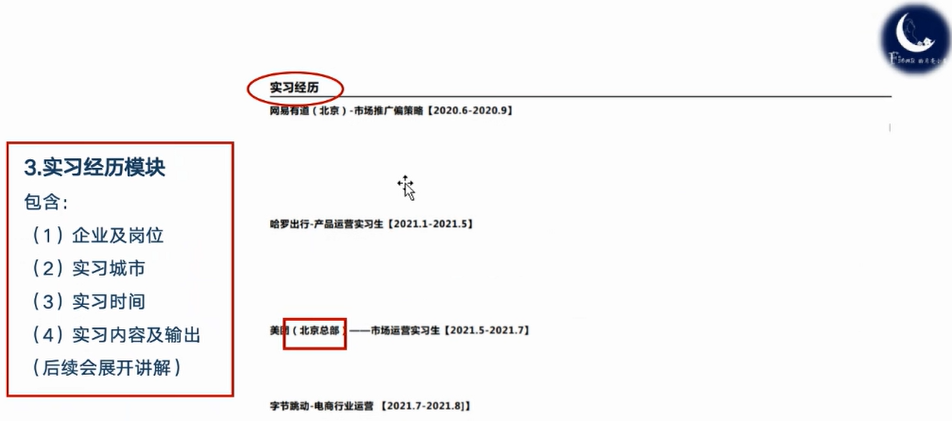 Fiona
实习经历
网易有道（北京）-市场推广偏策略【2020.6-2020.9】
3.实习经历模块
包含：
（1）企业及岗位
（2）实习城市
（3）实习时间
（4）实习内容及输出
（后续会展开讲解）
哈罗出行-产品运营实习生【2021.1-2021.5】
美团（北京总部）——市场运营实习生【2021.5-2021.7】
字节跳动-电商行业运营 【2021.7-2021.8]】